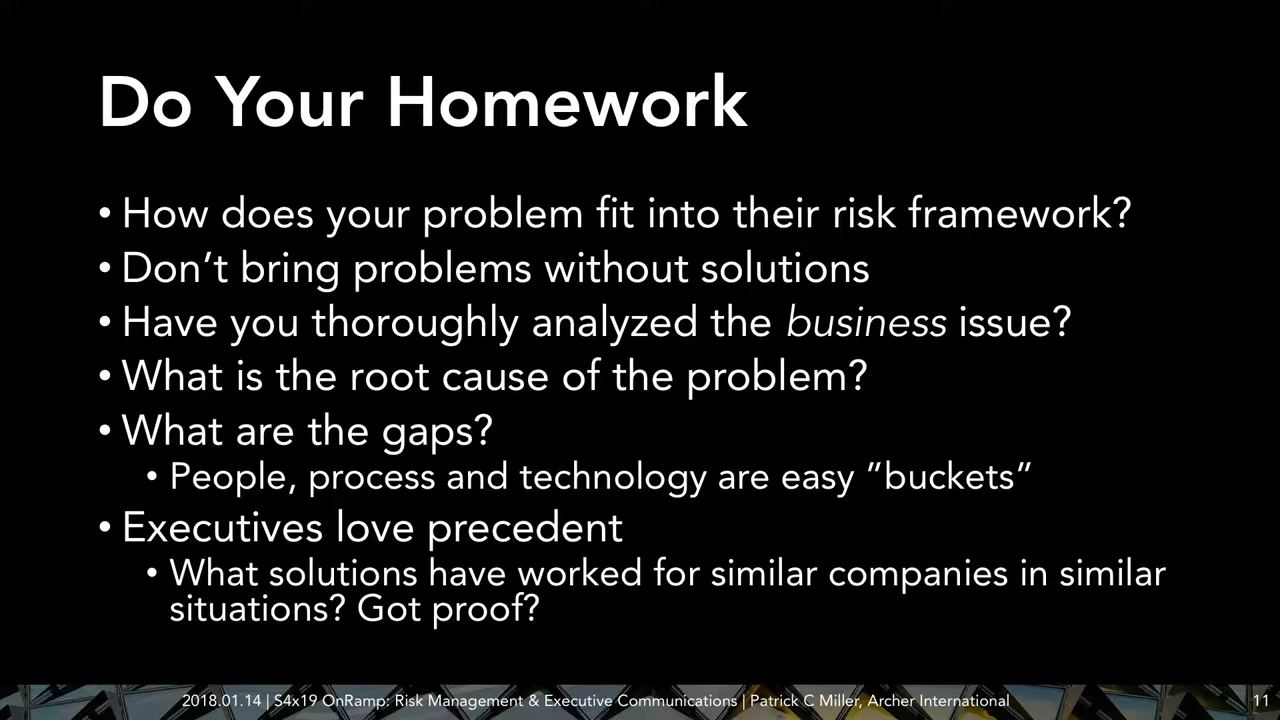 Do Your Homework
• How does your problem fit into their risk framework?
• Don’t bring problems without solutions
• Have you thoroughly analyzed the business issue?
• What is the root cause of the problem?
• What are the gaps?
• People, process and technology are easy ”buckets”
• Executives love precedent
• What solutions have worked for similar companies in similar
situations? Got proof?
2018.01.14 | S4x19 OnRamp: Risk Management & Executive Communications | Patrick C Miller, Archer International
11